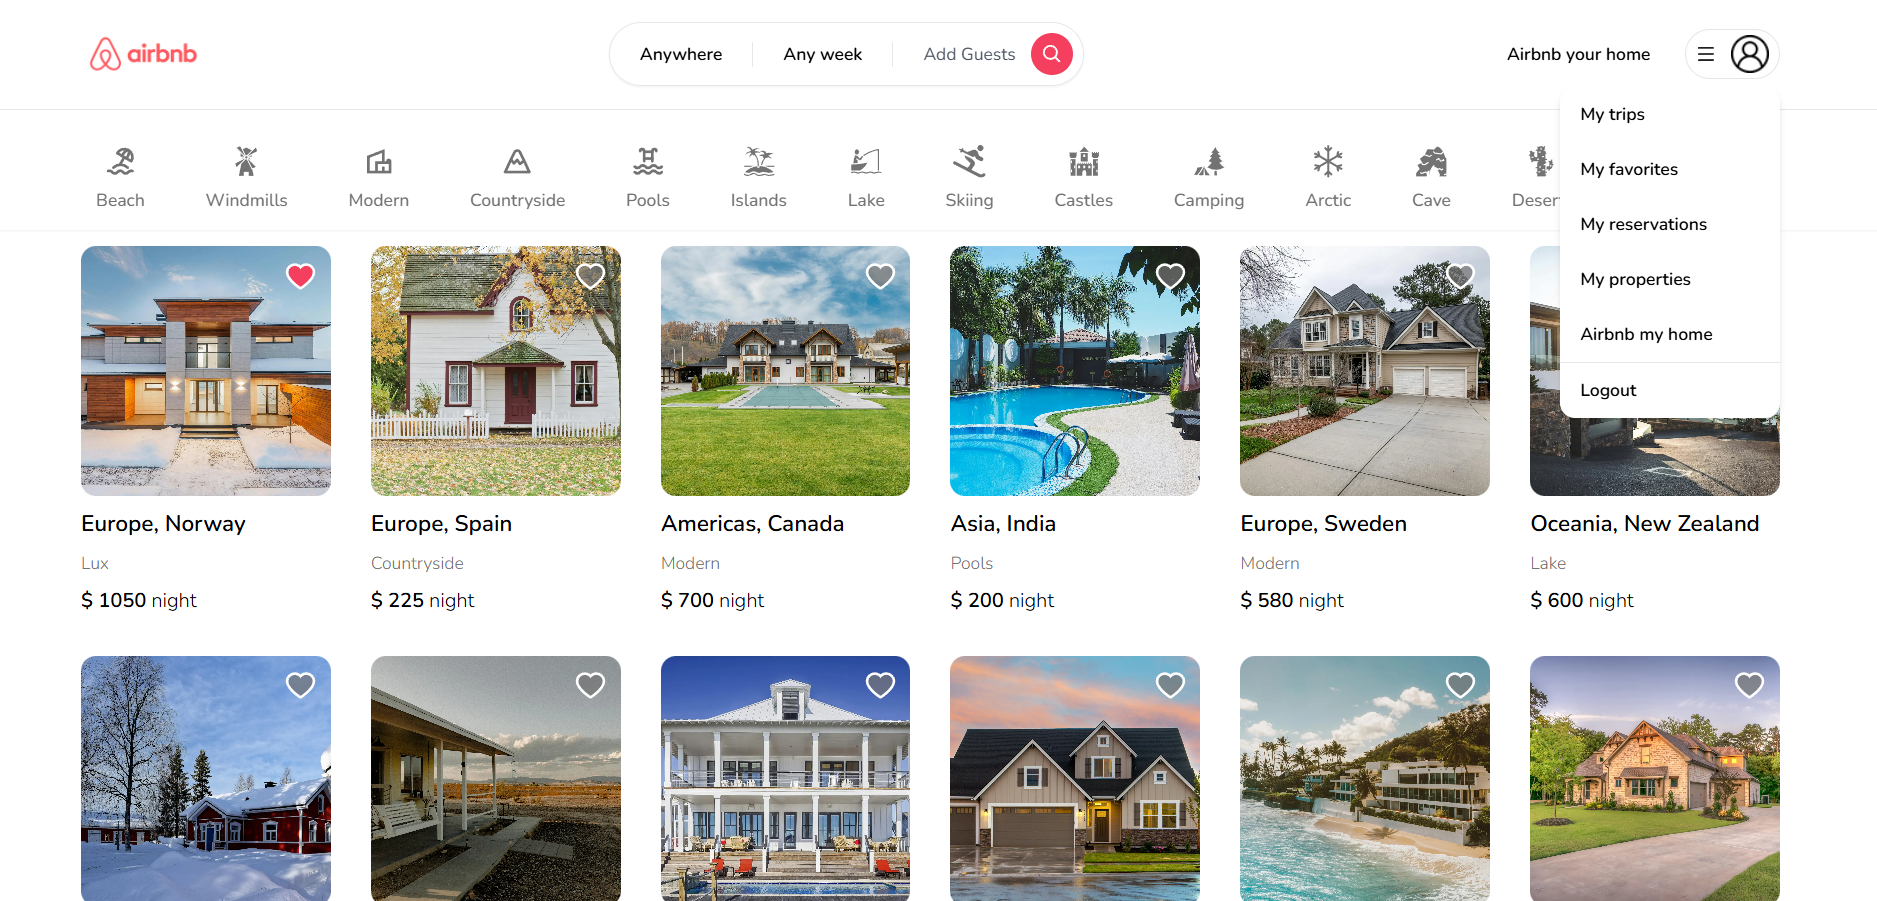 airbnb
Anywhere
Any week
Add Guests
Airbnb your home
My trips
My favorites
My reservations
My properties
Airbnb my home
Logout
Beach
Windmills
Modern
Countryside
Pools
Islands
Lake
Skiing
Castles
Camping
Arctic
Cave
Deser
Europe, Norway
Lux
$ 1050 night
Europe, Spain
Countryside
$ 225 night
Americas, Canada
Modern
$ 700 night
Asia, India
Pools
$ 200 night
Europe, Sweden
Modern
$ 580 night
Oceania, New Zealand
Lake
$ 600 night